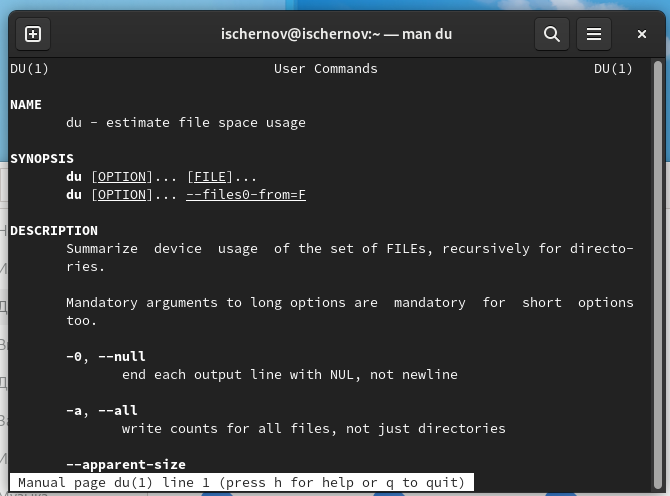 ischernov@ischernov:~ — man du
DU(1) User Commands DU(1)
NAME
du - estimate file space usage
SYNOPSIS
du [OPTION]... [FILE]...
du [OPTION]... --files0-from=F
DESCRIPTION
Summarize device usage of the set of FILEs, recursively for directo-
ries.
Mandatory arguments to long options are mandatory for short options
too.
-0, --null
end each output line with NUL, not newline
-a, --all
write counts for all files, not just directories
--apparent-size
Manual page du(1) line 1 (press h for help or q to quit)